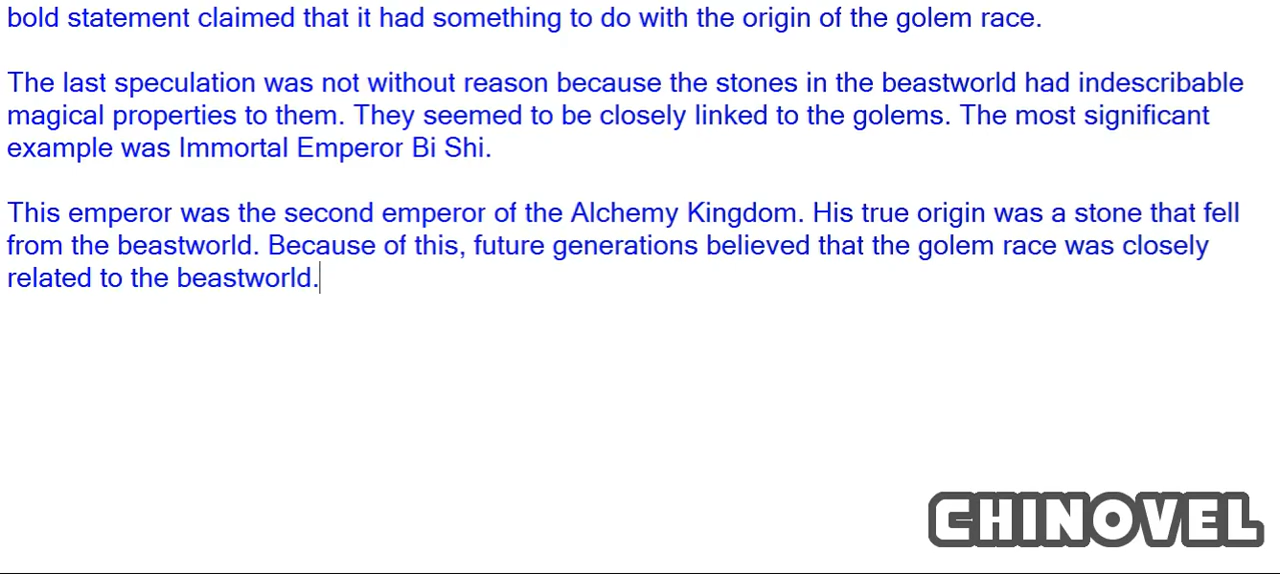 bold statement claimed that it had something to do with the origin of the golem race.
The last speculation was not without reason because the stones in the beastworld had indescribable
magical properties to them. They seemed to be closely linked to the golems. The most significant
example was Immortal Emperor Bi Shi.
This emperor was the second emperor of the Alchemy Kingdom. His true origin was a stone that fell
from the beastworld. Because of this, future generations believed that the golem race was closely
related to the beastworld.
CHINOVEL